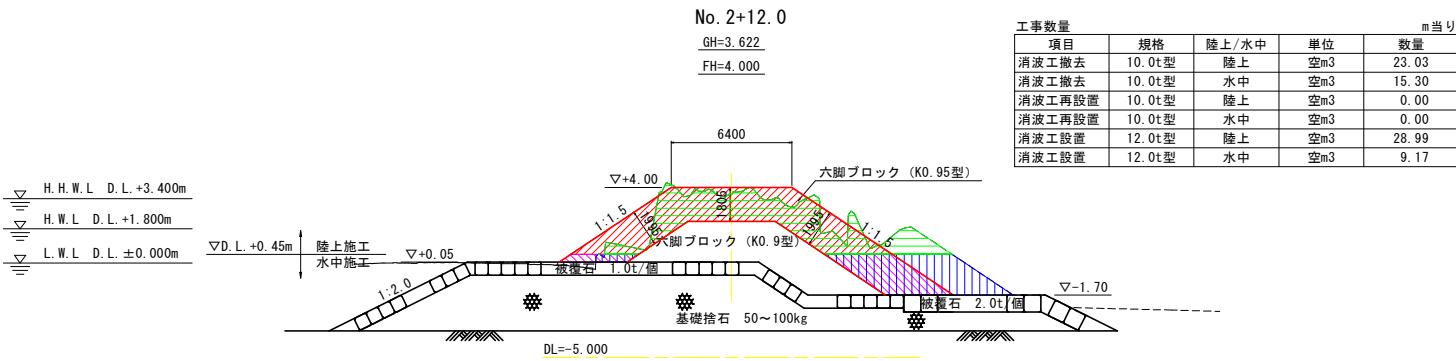 No.2+12.0
GH=3.622
FH=4.000
工事数量 m当り
項目 規格 陸上/水中 単位 数量
消波工撤去 10.0t型 陸上 空m3 23.03
消波工撤去 10.0t型 水中 空m3 15.30
消波工再設置 10.0t型 陸上 空m3 0.00
消波工再設置 10.0t型 水中 空m3 0.00
消波工設置 12.0t型 陸上 空m3 28.99
消波工設置 12.0t型 水中 空m3 9.17
6400
六脚ブロック (K0.95型)
▽+4.00
1806
H.H.W.L D.L.+3.400m
H.W.L D.L.+1.800m
L.W.L D.L.±0.000m
▽D.L.+0.45m
陸上施工
水中施工
▽+0.05
1:1.5
1995
1995
1:1.5
六脚ブロック (K0.9型)
被覆石 1.0t/個
1:2.0
▽-1.70
被覆石 2.0t/個
基礎捨石 50~100kg
DL=-5.000